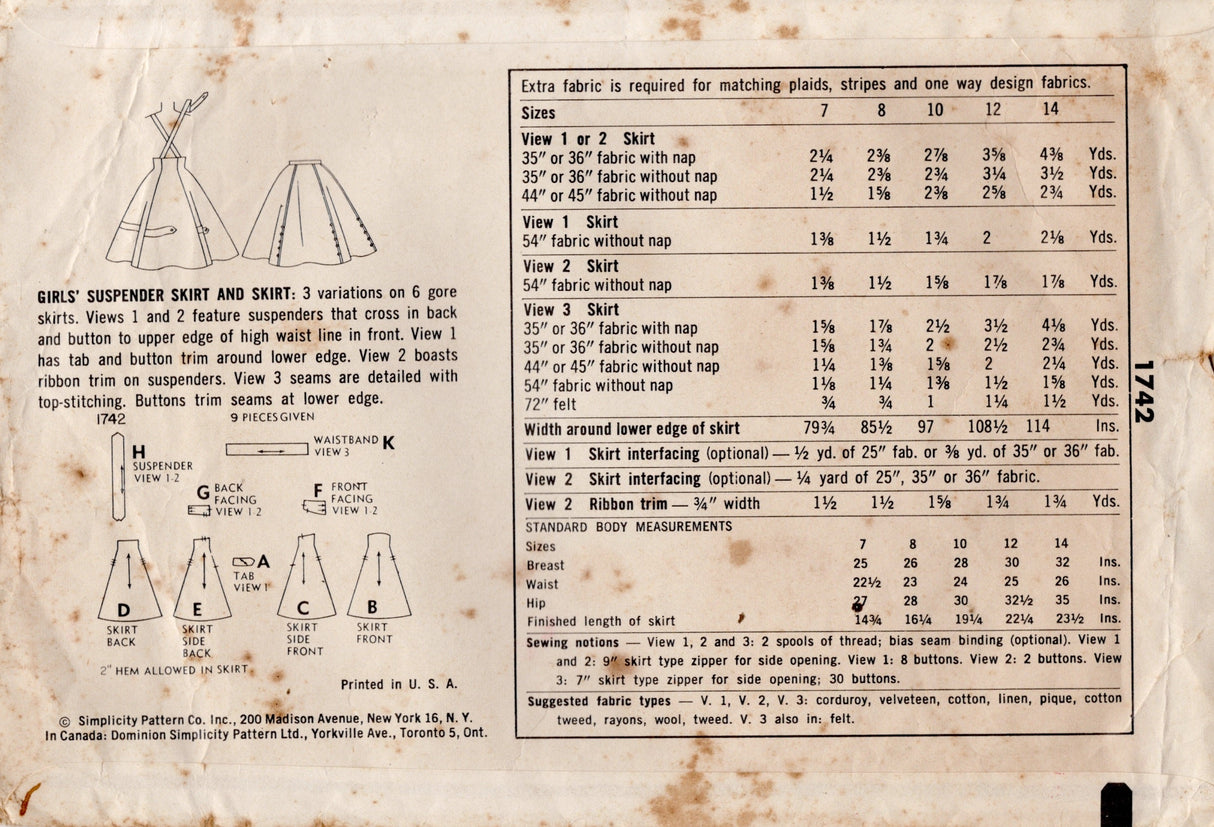 GIRLS' SUSPENDER SKIRT AND SKIRT: 3 variations on 6 gore
skirts. Views 1 and 2 feature suspenders that cross in back
and button to upper edge of high waist line in front. View 1
has tab and button trim around lower edge. View 2 boasts
ribbon trim on suspenders. View 3 seams are detailed with
top-stitching. Buttons trim seams at lower edge.
1742 9 PIECES GIVEN
H
SUSPENDER
VIEW 1-2
WAISTBAND K
VIEW 3
G BACK
FACING
VIEW 1-2
F FRONT
FACING
VIEW 1-2
D
SKIRT
BACK
E
SKIRT
SIDE
BACK
A
TAB
VIEW 1
C
SKIRT
SIDE
FRONT
B
SKIRT
FRONT
2" HEM ALLOWED IN SKIRT
Printed in U. S. A.
© Simplicity Pattern Co. Inc., 200 Madison Avenue, New York 16, N. Y.
In Canada: Dominion Simplicity Pattern Ltd., Yorkville Ave., Toronto 5, Ont.
Extra fabric is required for matching plaids, stripes and one way design fabrics.
Sizes 7 8 10 12 14
View 1 or 2 Skirt
35" or 36" fabric with nap 2¼ 2⅜ 2⅞ 3⅝ 4⅜ Yds.
35" or 36" fabric without nap 2¼ 2⅜ 2¾ 3¼ 3½ Yds.
44" or 45" fabric without nap 1½ 1⅝ 2⅜ 2⅝ 2¾ Yds.
View 1 Skirt
54" fabric without nap 1⅜ 1½ 1¾ 2 2⅛ Yds.
View 2 Skirt
54" fabric without nap 1⅜ 1½ 1⅝ 1⅞ 1⅞ Yds.
View 3 Skirt
35" or 36" fabric with nap 1⅝ 1⅞ 2½ 3½ 4⅛ Yds.
35" or 36" fabric without nap 1⅝ 1¾ 2 2½ 2¾ Yds.
44" or 45" fabric without nap 1¼ 1⅜ 1⅝ 2 2¼ Yds.
54" fabric without nap 1⅛ 1¼ 1⅜ 1½ 1⅝ Yds.
72" felt ¾ ¾ 1 1¼ 1½ Yds.
Width around lower edge of skirt 79¾ 85½ 97 108½ 114 Ins.
View 1 Skirt interfacing (optional) — ½ yd. of 25" fab. or ⅜ yd. of 35" or 36" fab.
View 2 Skirt interfacing (optional) — ¼ yard of 25", 35" or 36" fabric.
View 2 Ribbon trim — ¾" width 1½ 1½ 1⅝ 1¾ 1¾ Yds.
STANDARD BODY MEASUREMENTS
Sizes 7 8 10 12 14
Breast 25 26 28 30 32 Ins.
Waist 22½ 23 24 25 26 Ins.
Hip 27 28 30 32½ 35 Ins.
Finished length of skirt 14¾ 16¼ 19¼ 22¼ 23½ Ins.
Sewing notions — View 1, 2 and 3: 2 spools of thread; bias seam binding (optional). View 1
and 2: 9" skirt type zipper for side opening. View 1: 8 buttons. View 2: 2 buttons. View
3: 7" skirt type zipper for side opening; 30 buttons.
Suggested fabric types — V. 1, V. 2, V. 3: corduroy, velveteen, cotton, linen, pique, cotton
tweed, rayons, wool, tweed. V. 3 also in: felt.
1742